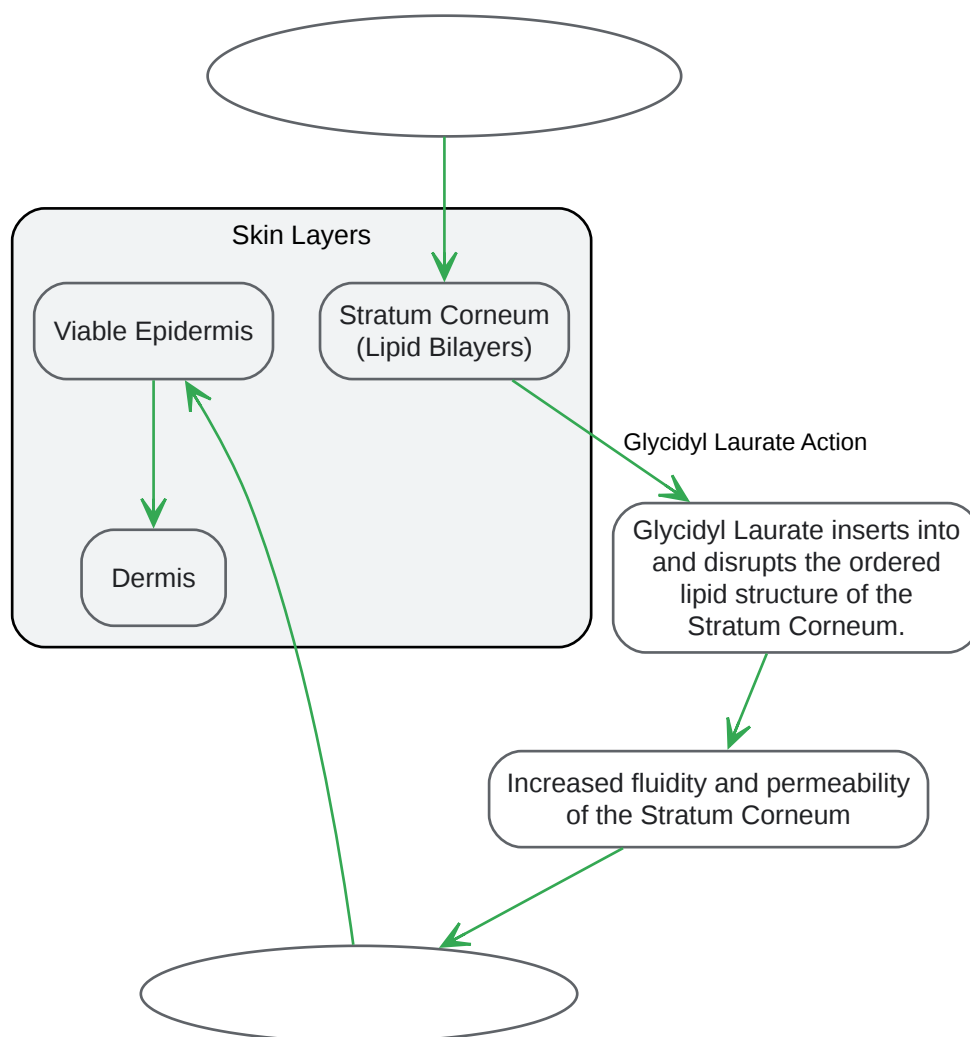 Skin Layers
Viable Epidermis
Stratum Corneum
(Lipid Bilayers)
Glycidyl Laurate Action
Glycidyl Laurate inserts into
and disrupts the ordered
lipid structure of the
Stratum Corneum.
Dermis
Increased fluidity and permeability
of the Stratum Corneum